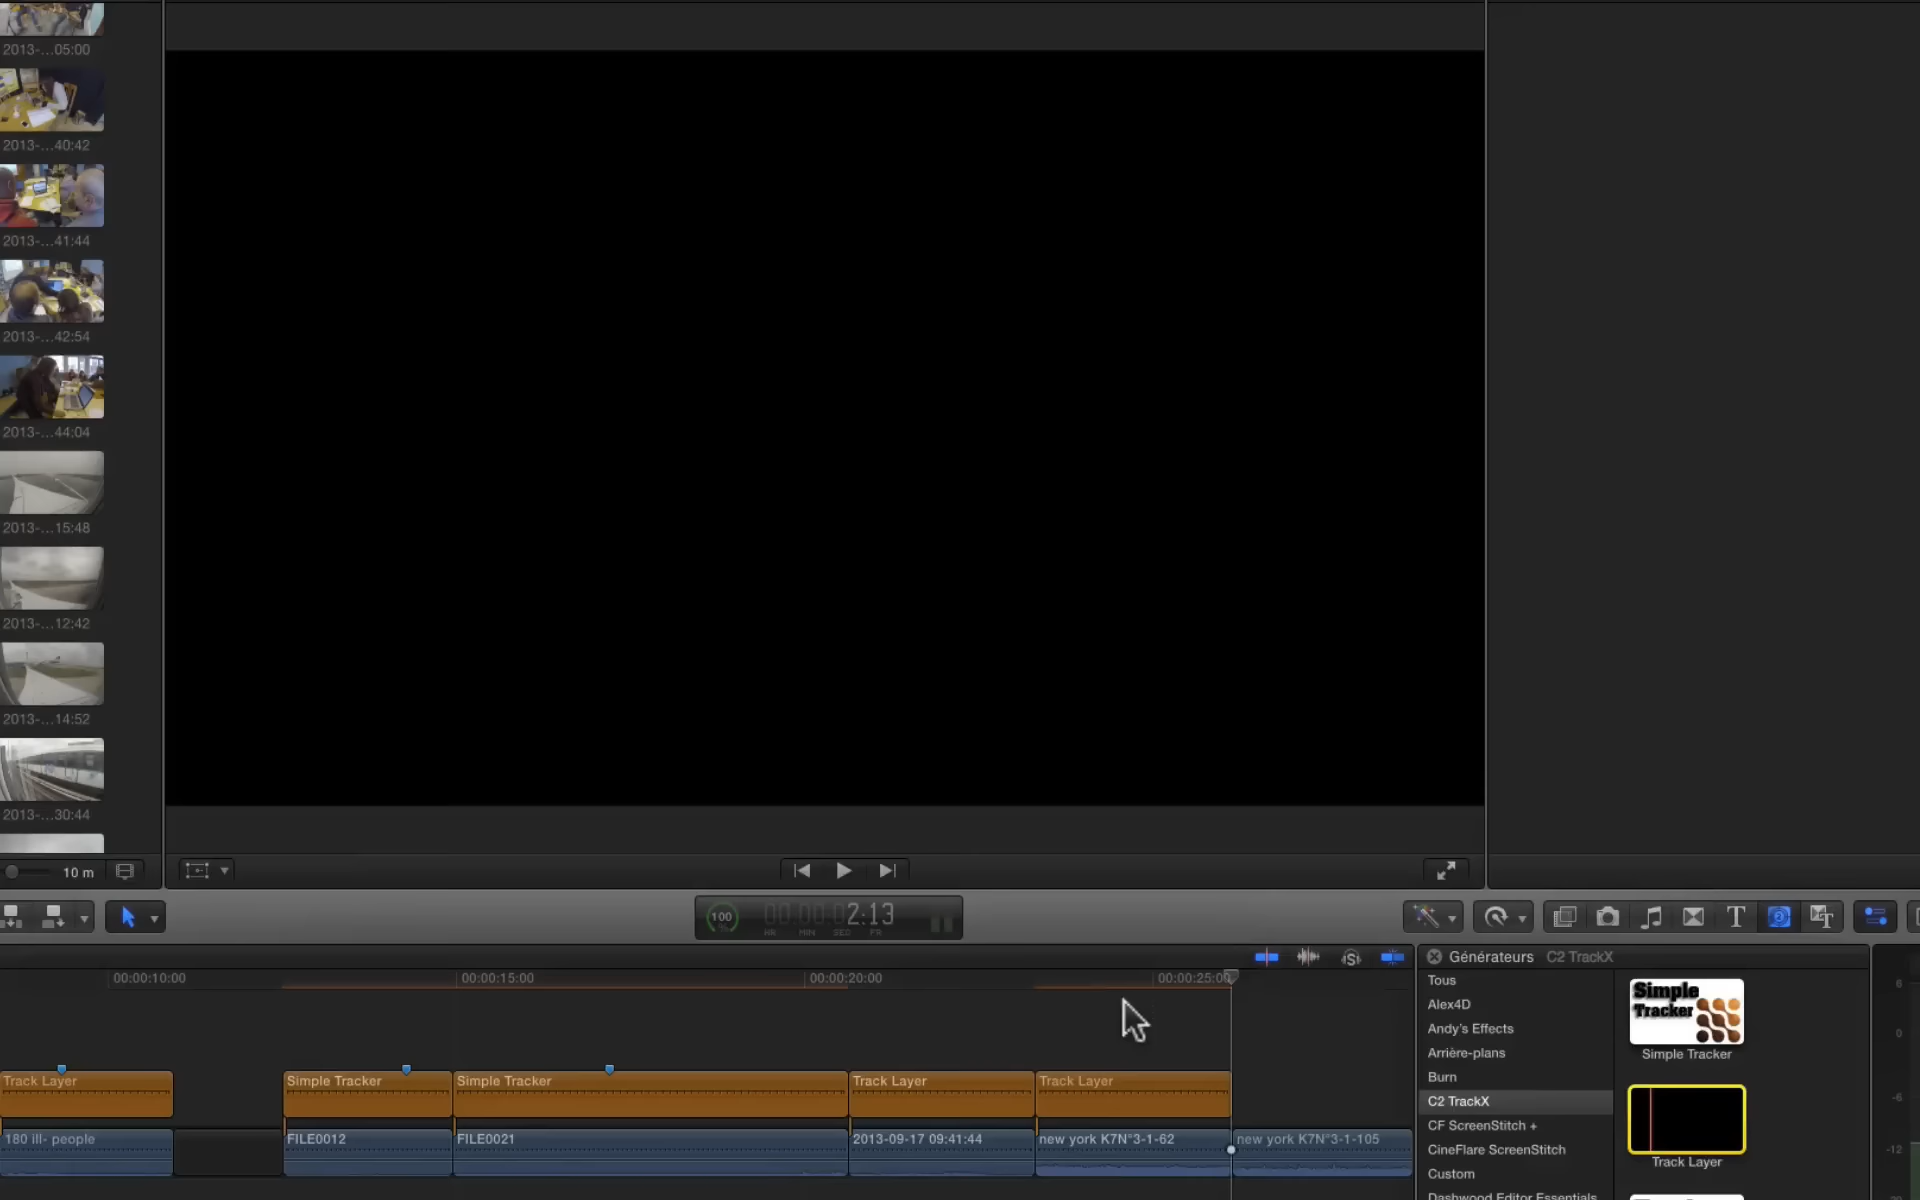 2013-...05:00
2013-...40:42
2013-...41:44
2013-...42:54
2013-...44:04
2013-...15:48
2013-...12:42
2013-...14:52
2013-...30:44
10 m
100
%
00:00:02:13
HR MIN SEC FR
T
T
00:00:10:00 00:00:15:00 00:00:20:00 00:00:25:00
Générateurs C2 TrackX
Tous
Alex4D
Andy's Effects
Arrière-plans
Burn
C2 TrackX
CF ScreenStitch +
CineFlare ScreenStitch
Custom
Dashwood Editor Essentials
Simple
Tracker
Simple Tracker
Track Layer
6
0
-6
-12
Track Layer Simple Tracker Simple Tracker Track Layer Track Layer
180 ill- people FILE0012 FILE0021 2013-09-17 09:41:44 new york K7N°3-1-62 new york K7N°3-1-105